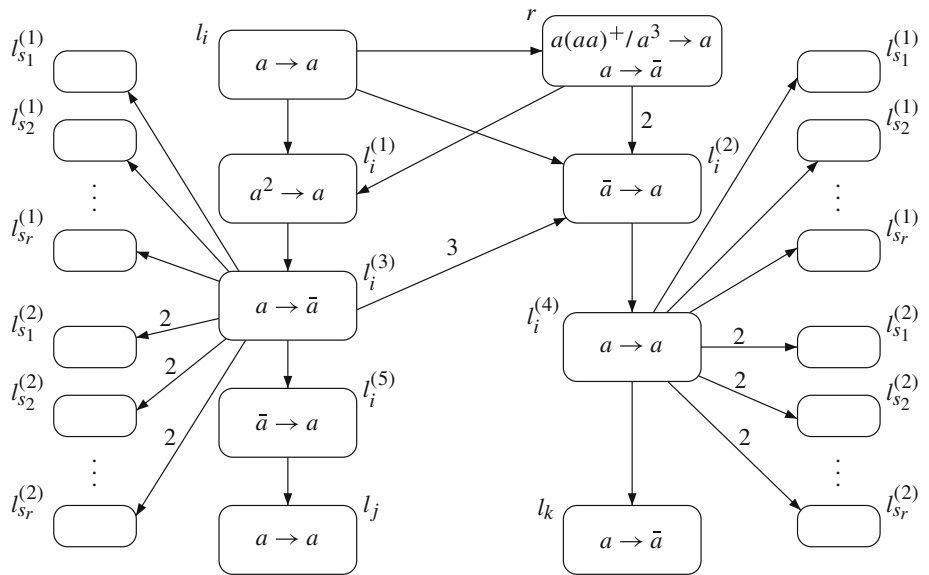 l_i
a → a
r
a(aa)^+/a^3 → a
a → ā
l_{s_1}^{(1)}
l_{s_2}^{(1)}
⋮
l_{s_r}^{(1)}
l_{s_1}^{(2)}
l_{s_2}^{(2)}
⋮
l_{s_r}^{(2)}
2
2
2
l_i^{(1)}
a^2 → a
2
l_i^{(2)}
ā → a
l_i^{(3)}
a → ā
3
l_i^{(4)}
a → a
l_i^{(5)}
ā → a
l_j
a → a
l_k
a → ā
l_{s_1}^{(1)}
l_{s_2}^{(1)}
⋮
l_{s_r}^{(1)}
2
l_{s_1}^{(2)}
2
l_{s_2}^{(2)}
2
⋮
l_{s_r}^{(2)}